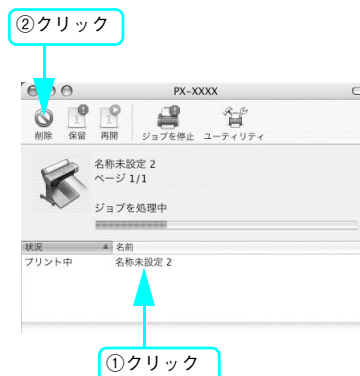 ②クリック
PX-XXXX
削除 保留 再開 ジョブを停止 ユーティリティ
名称未設定 2
ページ 1/1
ジョブを処理中
状況 名前
プリント中 名称未設定 2
①クリック